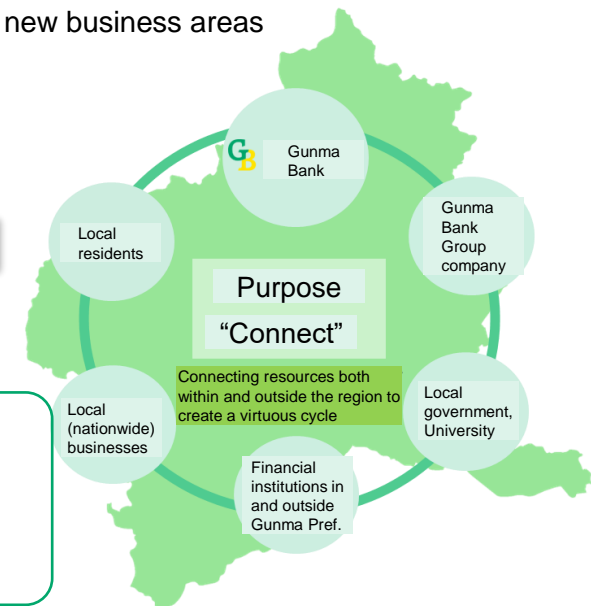 new business areas
GB
Gunma
Bank
Gunma
Bank
Group
company
Local
residents
Purpose
“Connect”
Connecting resources both
within and outside the region to
create a virtuous cycle
Local
government,
University
Local
(nationwide)
businesses
Financial
institutions in
and outside
Gunma Pref.